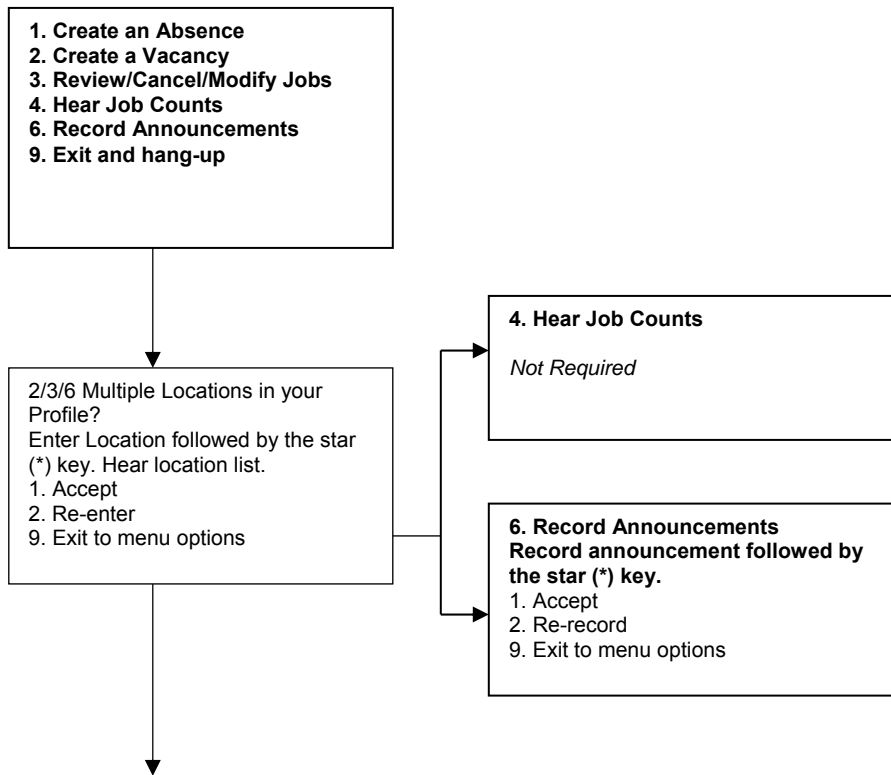 1. Create an Absence
2. Create a Vacancy
3. Review/Cancel/Modify Jobs
4. Hear Job Counts
6. Record Announcements
9. Exit and hang-up
2/3/6 Multiple Locations in your
Profile?
Enter Location followed by the star
(*) key. Hear location list.
1. Accept
2. Re-enter
9. Exit to menu options
4. Hear Job Counts
Not Required
6. Record Announcements
Record announcement followed by
the star (*) key.
1. Accept
2. Re-record
9. Exit to menu options